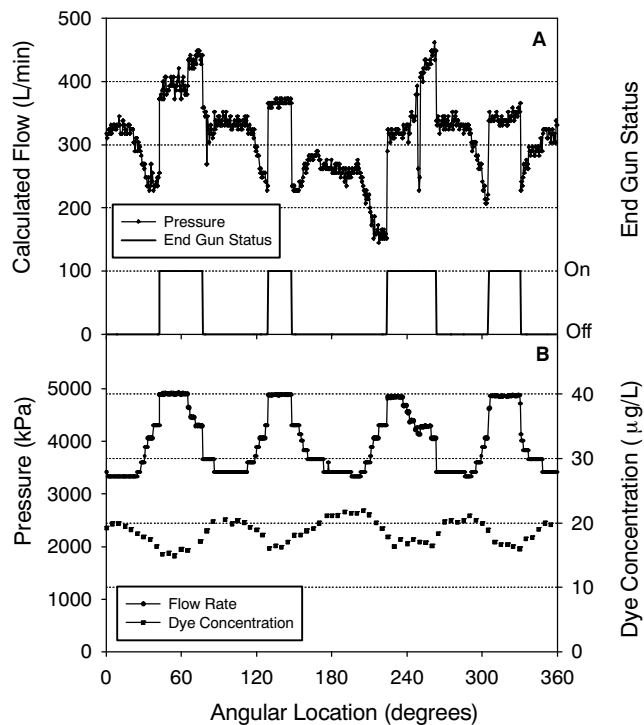 A
500
400
300
200
100
0
Calculated Flow (L/min)
Pressure
End Gun Status
On
Off
End Gun Status
B
5000
4000
3000
2000
1000
0
Pressure (kPa)
40
30
20
10
0
Dye Concentration ( µg/L)
Flow Rate
Dye Concentration
0 60 120 180 240 300 360
Angular Location (degrees)